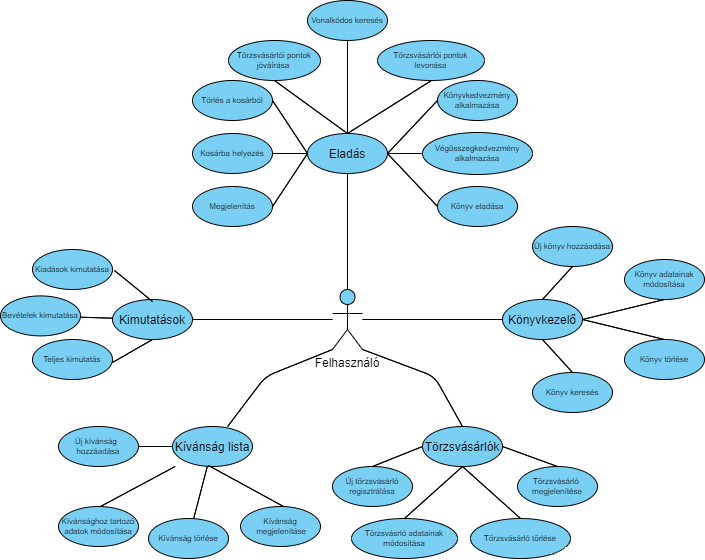 Vonalkódos keresés
Törzsvásárlói pontok
jóváírása
Törzsvásárlói pontok
levonása
Törlés a kosárból
Könyvkedvezmény
alkalmazása
Kosárba helyezés
Eladás
Végösszegkedvezmény
alkalmazása
Megjelenítés
Könyv eladása
Új könyv hozzáadása
Kiadások kimutatása
Könyv adatainak
módosítása
Bevételek kimutatása
Kimutatások
Könyvkezelő
Teljes kimutatás
Könyv törlése
Felhasználó
Könyv keresés
Új kívánság
hozzáadása
Kívánság lista
Törzsvásárlók
Új törzsvásárló
regisztrálása
Törzsvásárló
megjelenítése
Kívánsághoz tartozó
adatok módosítása
Kívánság törlése
Kívánság
megjelenítése
Törzsvásrló adatainak
módosítása
Törzsvásárló törlése